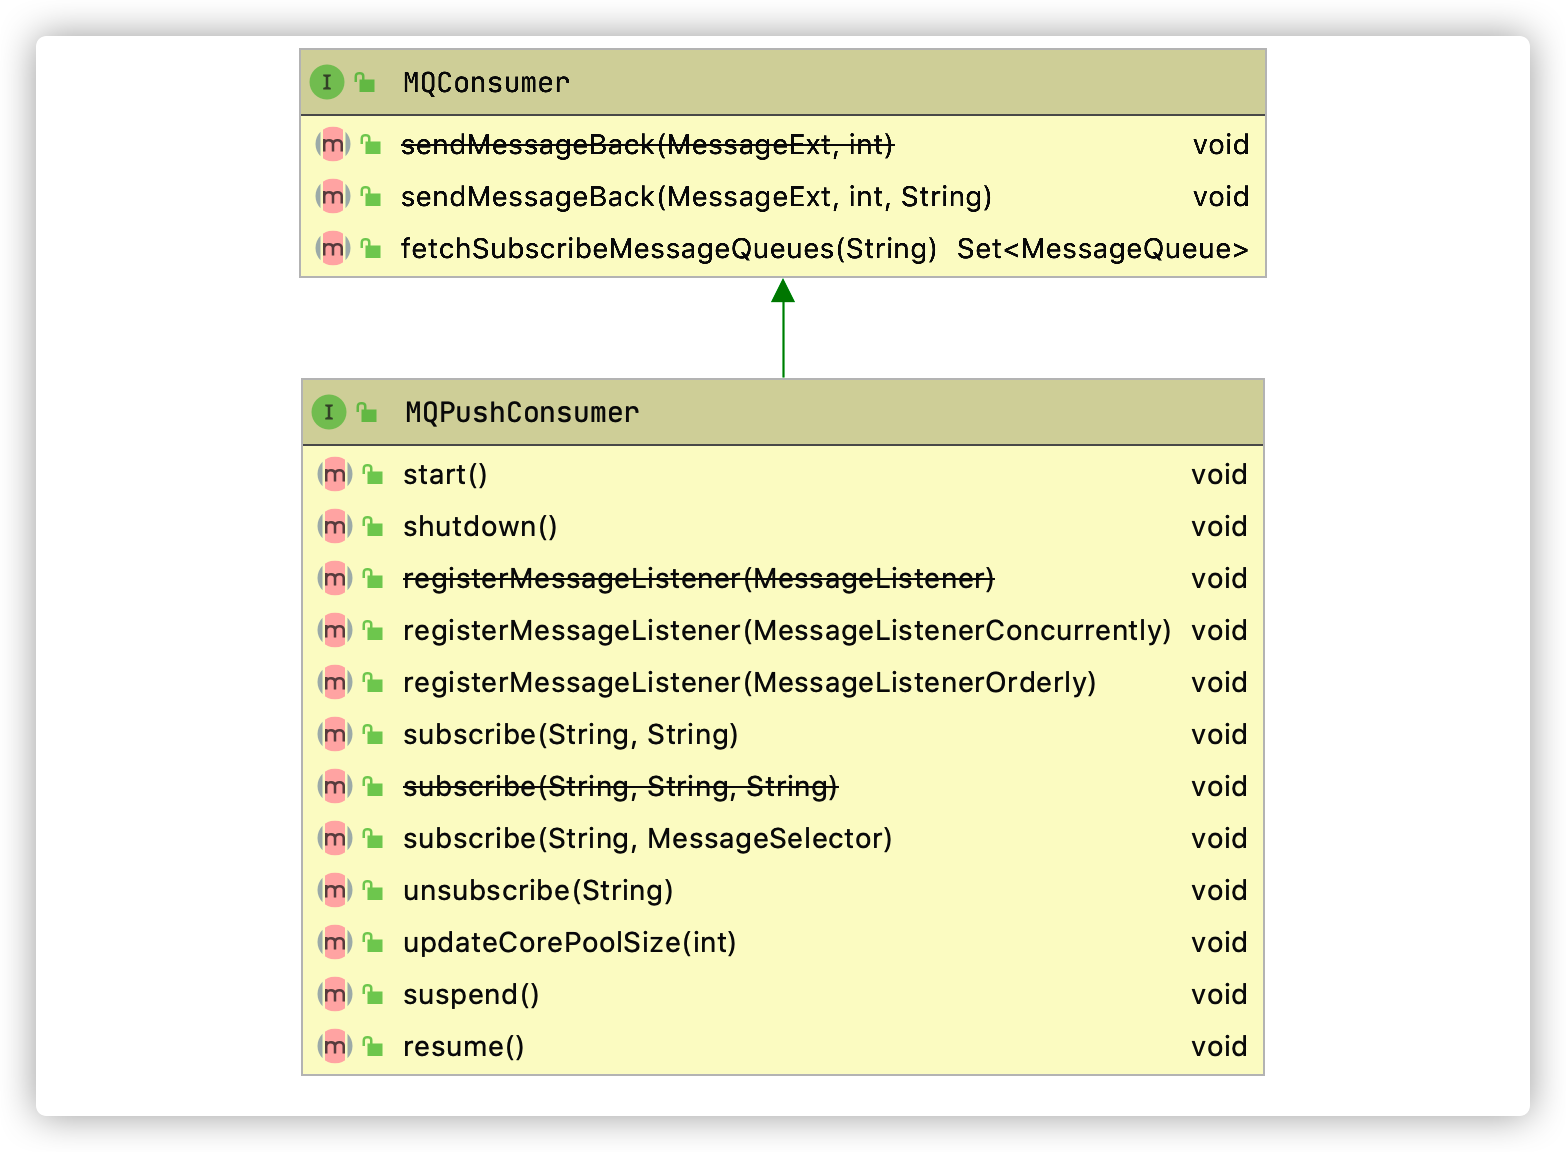 I MQConsumer
m sendMessageBack(MessageExt, int) void
m sendMessageBack(MessageExt, int, String) void
m fetchSubscribeMessageQueues(String) Set<MessageQueue>
I MQPushConsumer
m start() void
m shutdown() void
m registerMessageListener(MessageListener) void
m registerMessageListener(MessageListenerConcurrently) void
m registerMessageListener(MessageListenerOrderly) void
m subscribe(String, String) void
m subscribe(String, String, String) void
m subscribe(String, MessageSelector) void
m unsubscribe(String) void
m updateCorePoolSize(int) void
m suspend() void
m resume() void